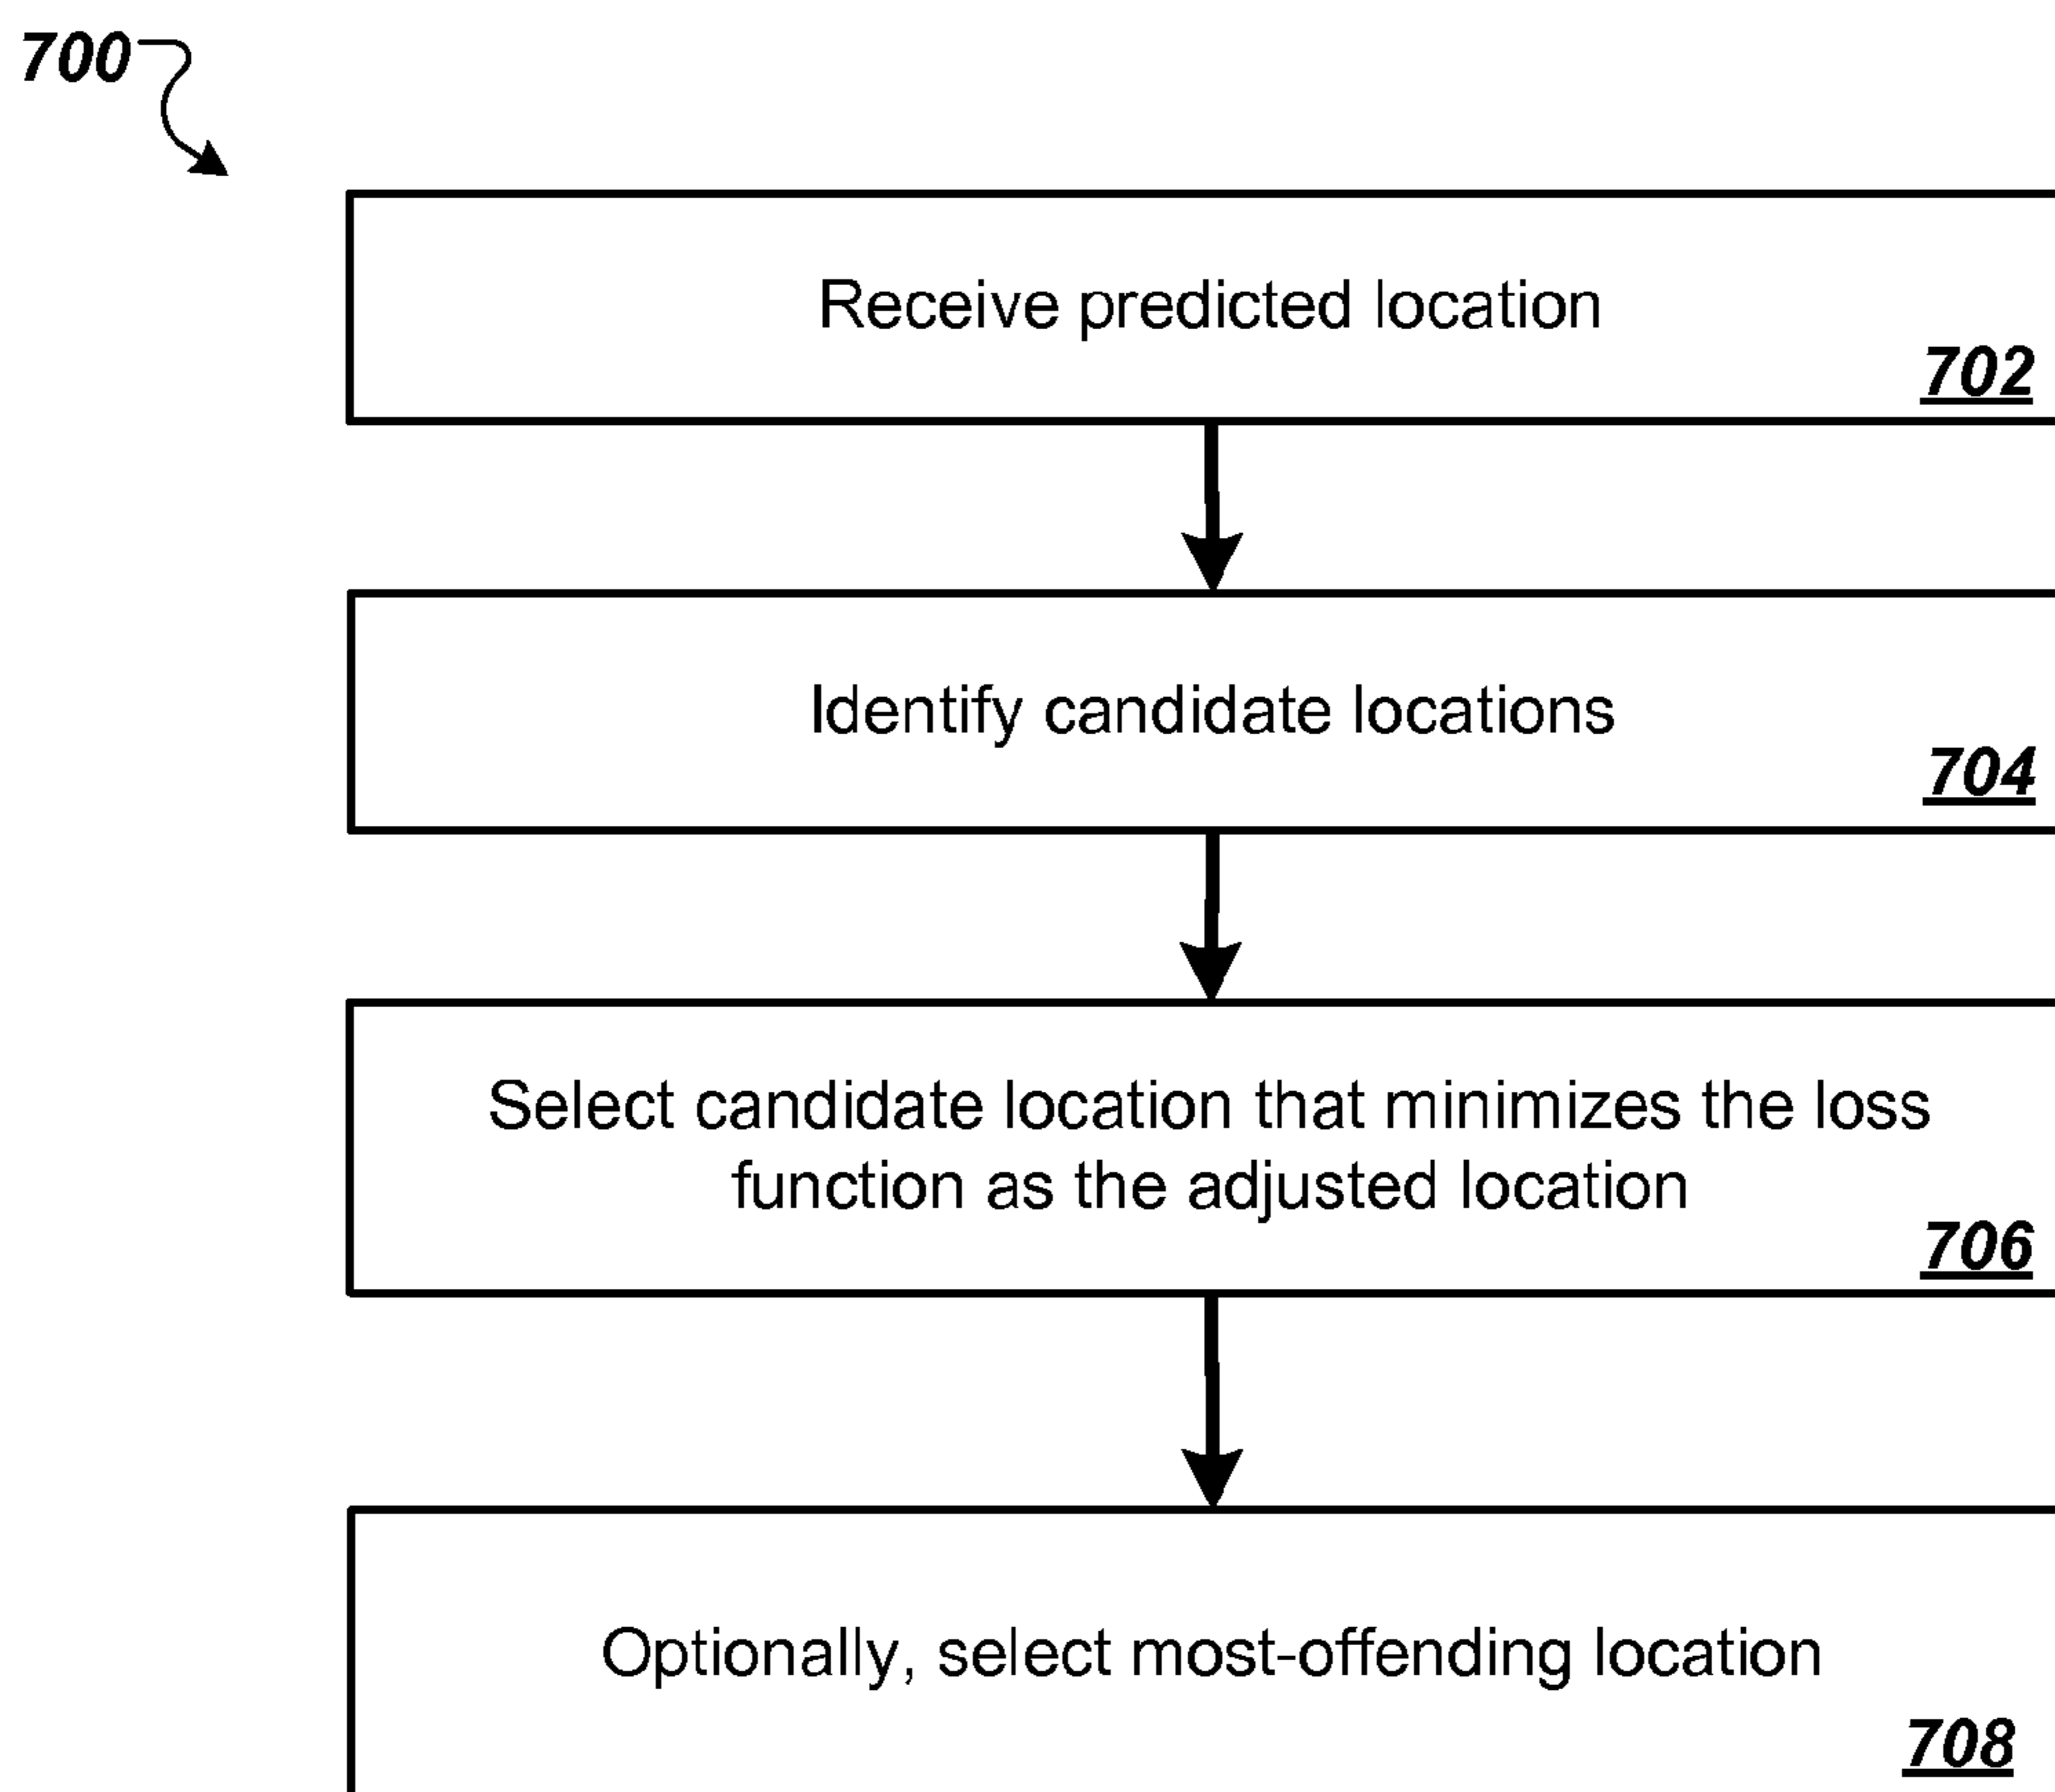 700
Receive predicted location
702
Identify candidate locations
704
Select candidate location that minimizes the loss
function as the adjusted location
706
Optionally, select most-offending location
708